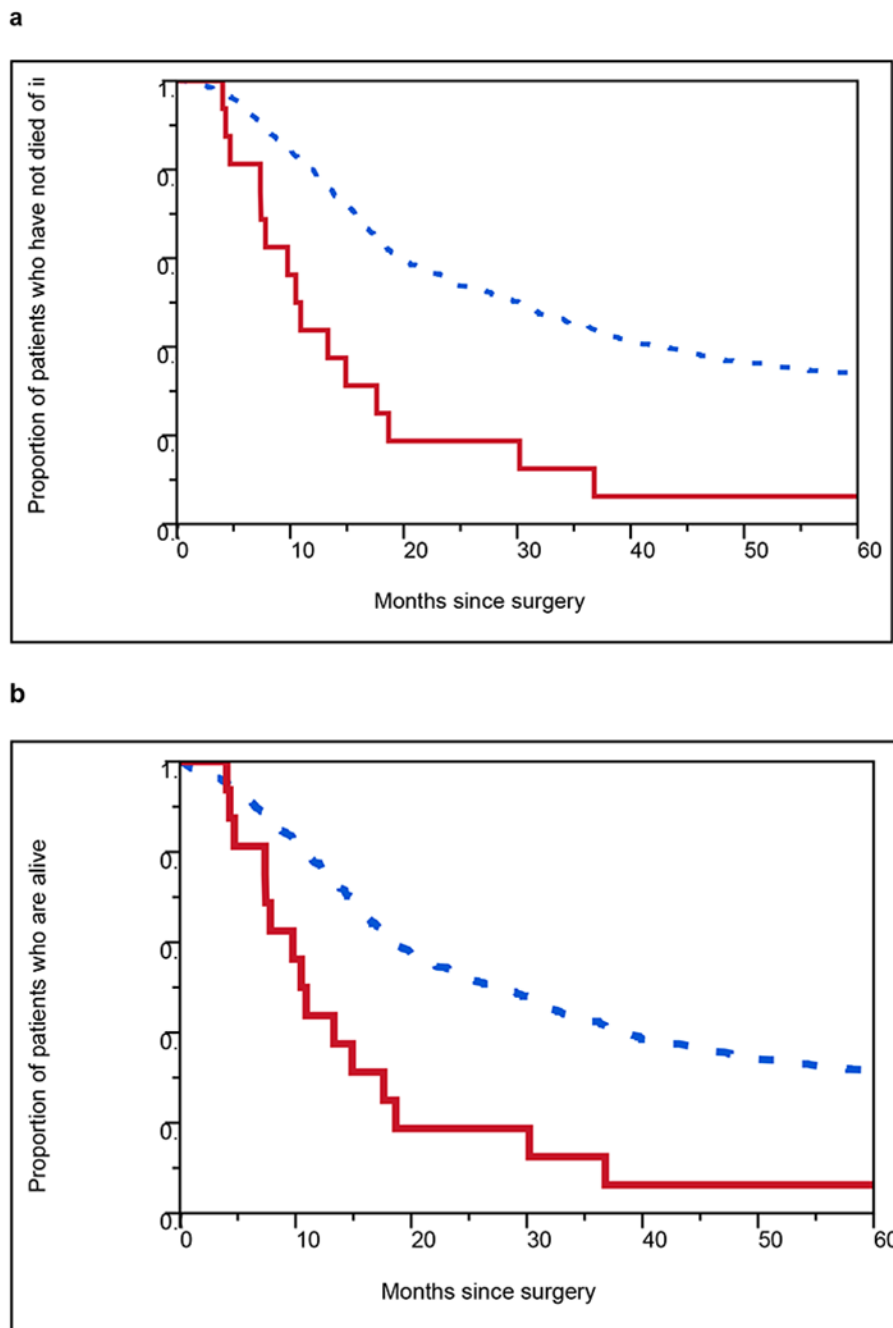 a
Proportion of patients who have not died of
1.
0.
0.
0.
0.
0.
0 10 20 30 40 50 60
Months since surgery
b
Proportion of patients who are alive
1.
0.
0.
0.
0.
0.
0 10 20 30 40 50 60
Months since surgery